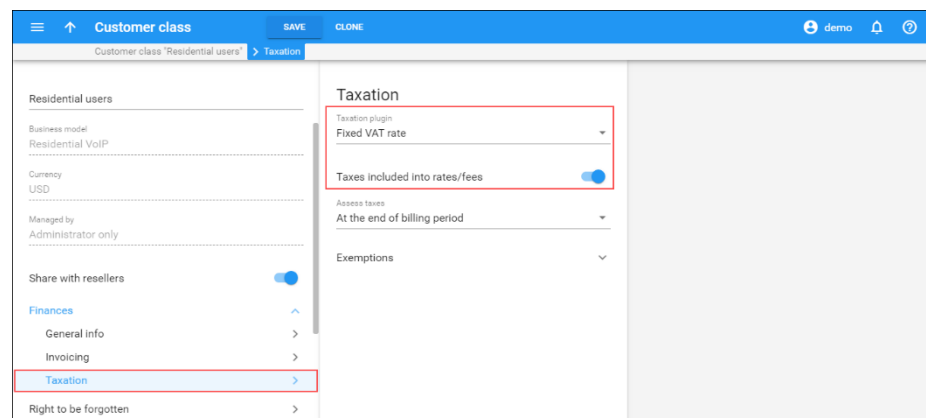 Customer class
SAVE
CLONE
demo
Customer class "Residential users"
Taxation
Residential users
Business model
Residential VoIP
Currency
USD
Managed by
Administrator only
Share with resellers
Finances
General info
Invoicing
Taxation
Right to be forgotten
Taxation
Taxation plugin
Fixed VAT rate
Taxes included into rates/fees
Assess taxes
At the end of billing period
Exemptions